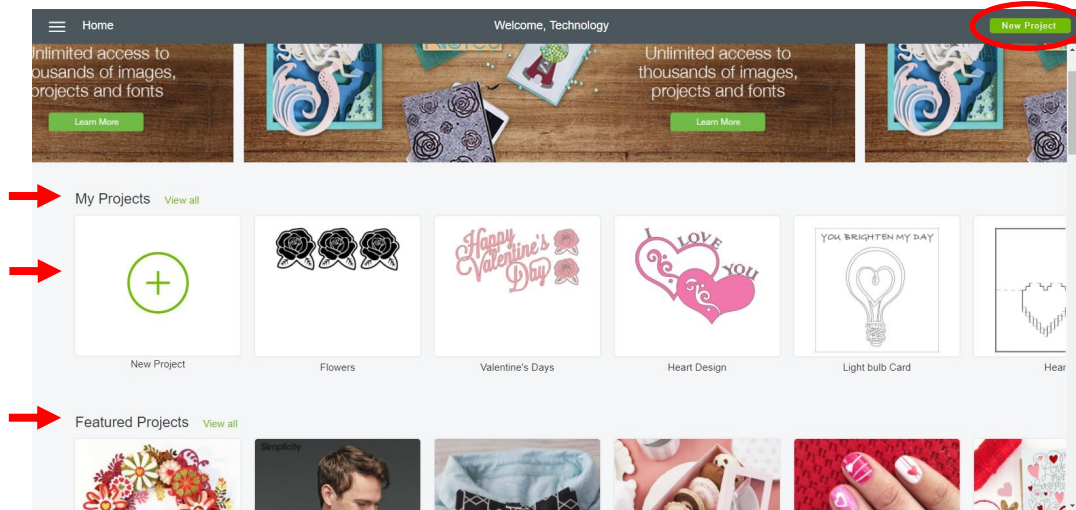 Home
Welcome, Technology
New Project
Unlimited access to
thousands of images,
projects and fonts
Learn More
Unlimited access to
thousands of images,
projects and fonts
Learn More
My Projects View all
New Project
Flowers
Happy
Valentine's
Day
Valentine's Days
I LOVE
YOU
Heart Design
YOU BRIGHTEN MY DAY
Light bulb Card
Hear
Featured Projects View all
Simplicity